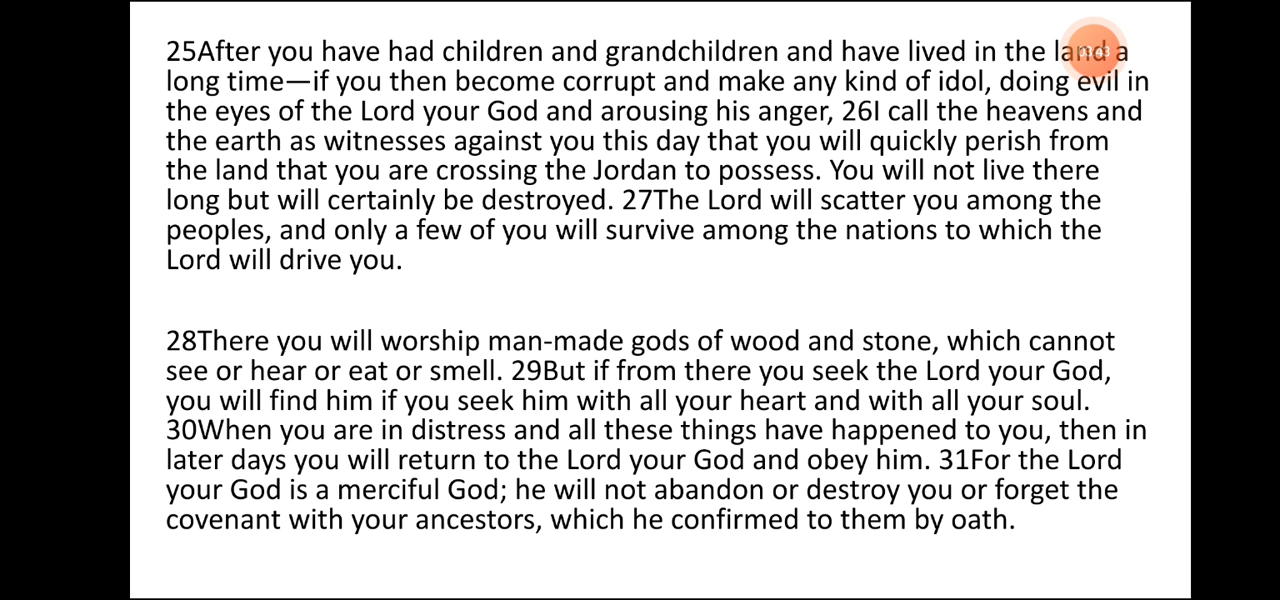 25After you have had children and grandchildren and have lived in the land a
long time—if you then become corrupt and make any kind of idol, doing evil in
the eyes of the Lord your God and arousing his anger, 26I call the heavens and
the earth as witnesses against you this day that you will quickly perish from
the land that you are crossing the Jordan to possess. You will not live there
long but will certainly be destroyed. 27The Lord will scatter you among the
peoples, and only a few of you will survive among the nations to which the
Lord will drive you.
28There you will worship man-made gods of wood and stone, which cannot
see or hear or eat or smell. 29But if from there you seek the Lord your God,
you will find him if you seek him with all your heart and with all your soul.
30When you are in distress and all these things have happened to you, then in
later days you will return to the Lord your God and obey him. 31For the Lord
your God is a merciful God; he will not abandon or destroy you or forget the
covenant with your ancestors, which he confirmed to them by oath.